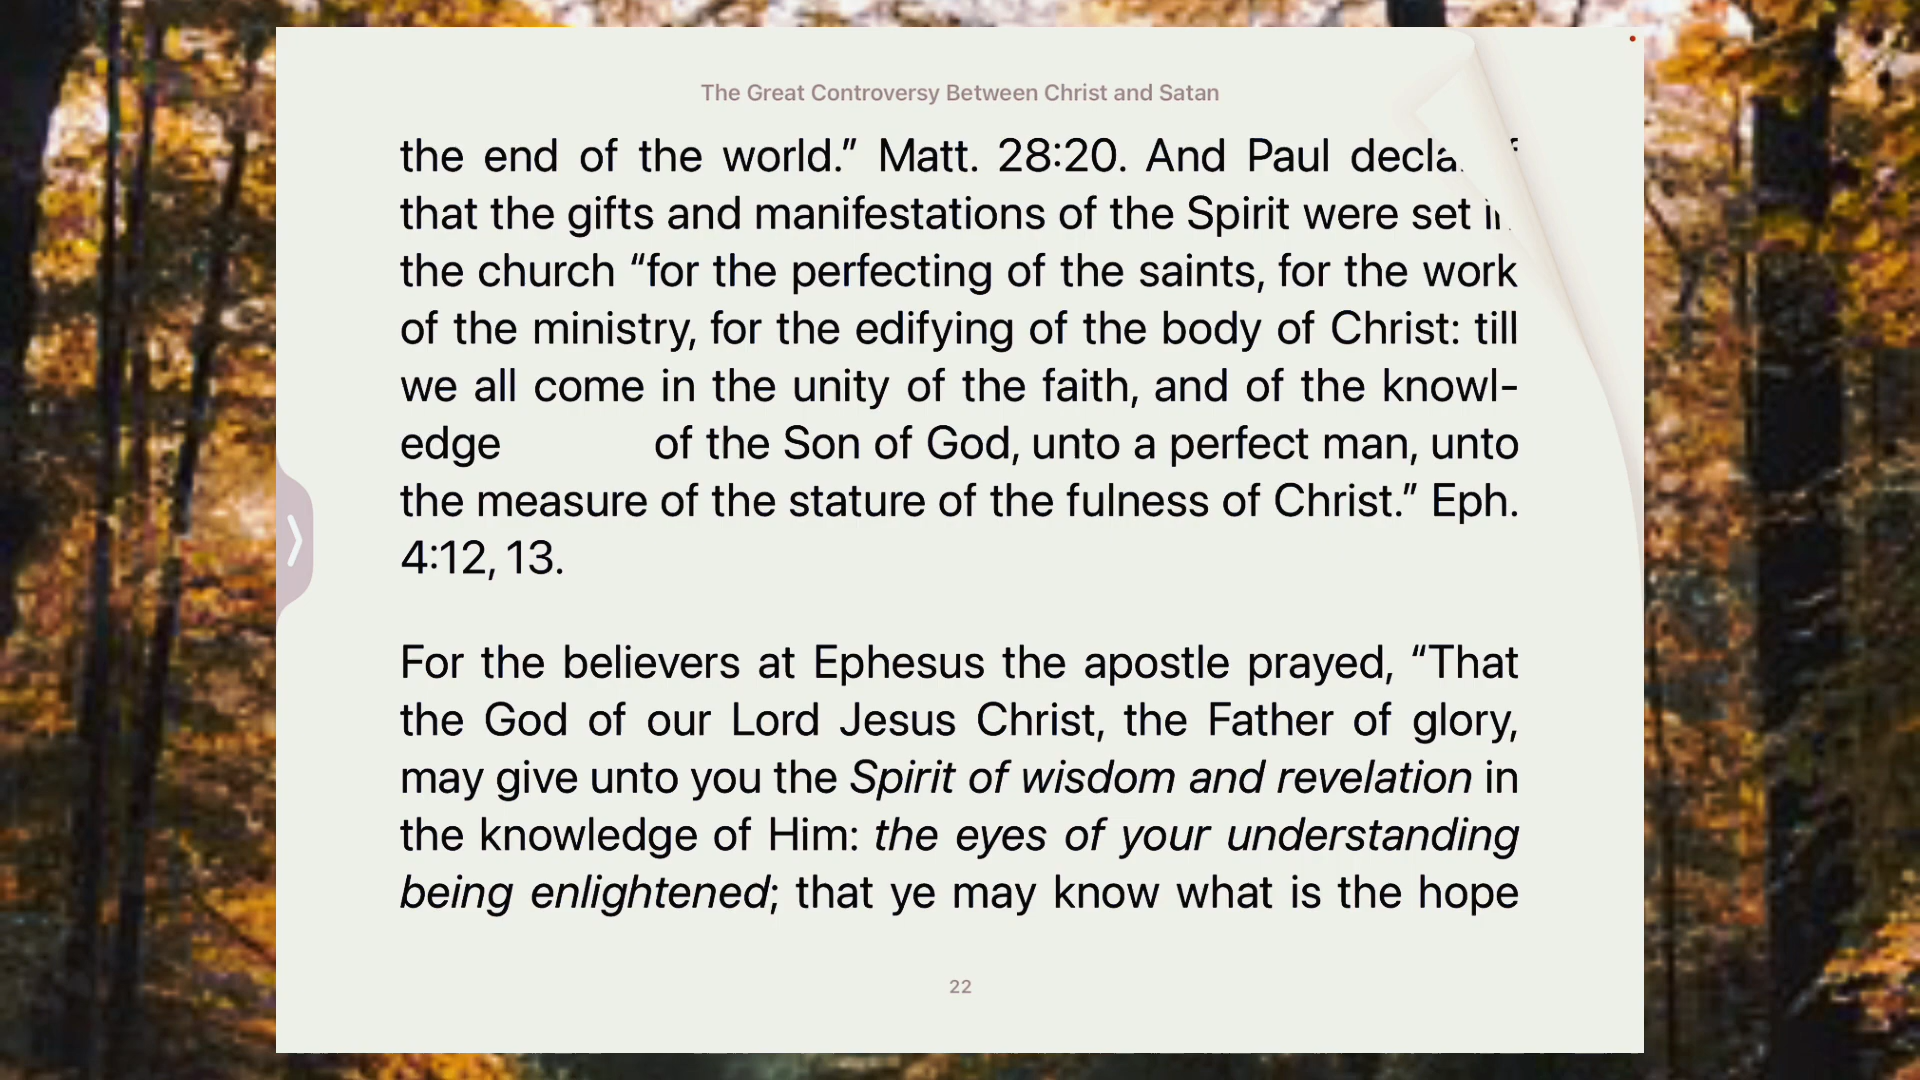 The Great Controversy Between Christ and Satan
the end of the world.” Matt. 28:20. And Paul
that the gifts and manifestations of the Spirit were set
the church “for the perfecting of the saints, for the work
of the ministry, for the edifying of the body of Christ: till
we all come in the unity of the faith, and of the knowl-
edge of the Son of God, unto a perfect man, unto
the measure of the stature of the fulness of Christ.” Eph.
4:12, 13.
For the believers at Ephesus the apostle prayed, “That
the God of our Lord Jesus Christ, the Father of glory,
may give unto you the Spirit of wisdom and revelation in
the knowledge of Him: the eyes of your understanding
being enlightened; that ye may know what is the hope
22